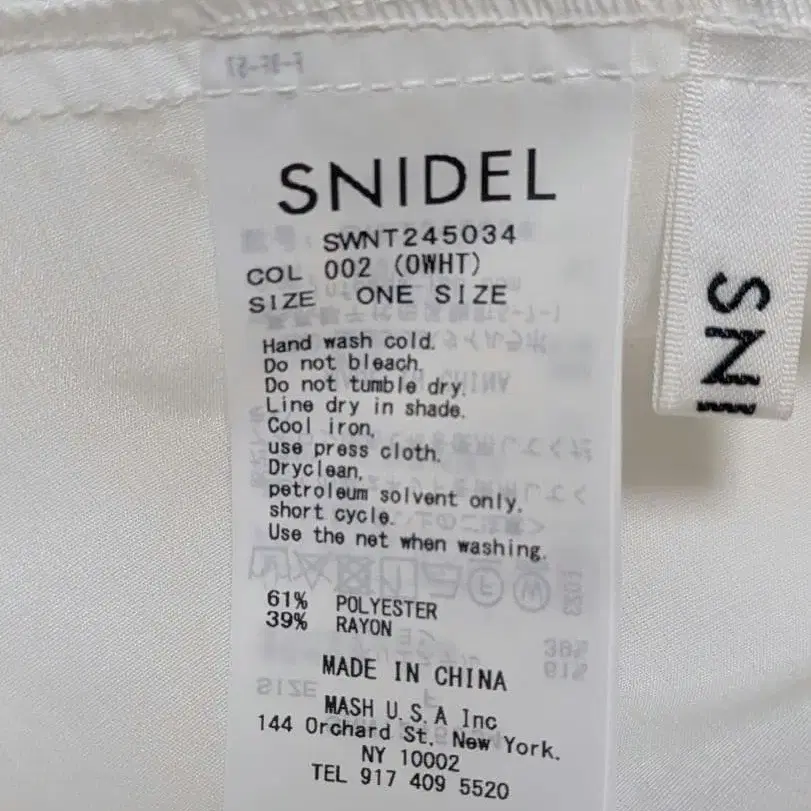 SNIDEL
SWNT245034
COL 002 (OWHT)
SIZE ONE SIZE
Hand wash cold.
Do not bleach.
Do not tumble dry.
Line dry in shade.
Cool iron,
use press cloth.
Dryclean,
petroleum solvent only,
short cycle.
Use the net when washing.
61% POLYESTER
39% RAYON
MADE IN CHINA
MASH U.S.A Inc
144 Orchard St. New York.
NY 10002
TEL 917 409 5520
SNI